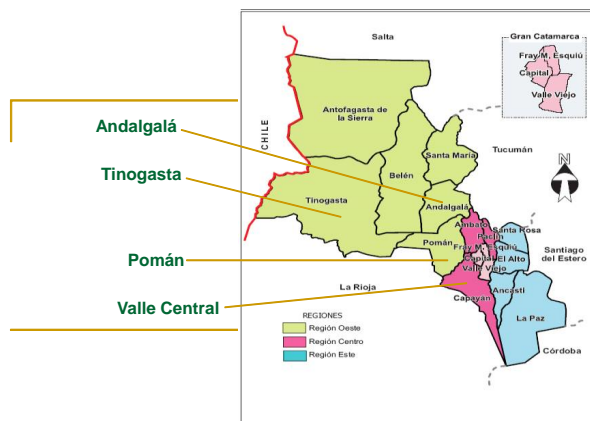 Andalgalá
Tinogasta
Pomán
Valle Central
Salta
Gran Catamarca
Fray M. Esquiú
Capital
Valle Viejo
Antofagasta de
la Sierra
CHILE
Tucumán
N
Santa María
Belén
Tinogasta
Andalgalá
Ambato
Paclín
Santa Rosa
Pomán
Fray M. Esquiú
Capital
El Alto
Valle Viejo
Santiago
del Estero
La Rioja
Capayán
Ancasti
La Paz
Córdoba
REGIONES
Región Oeste
Región Centro
Región Este